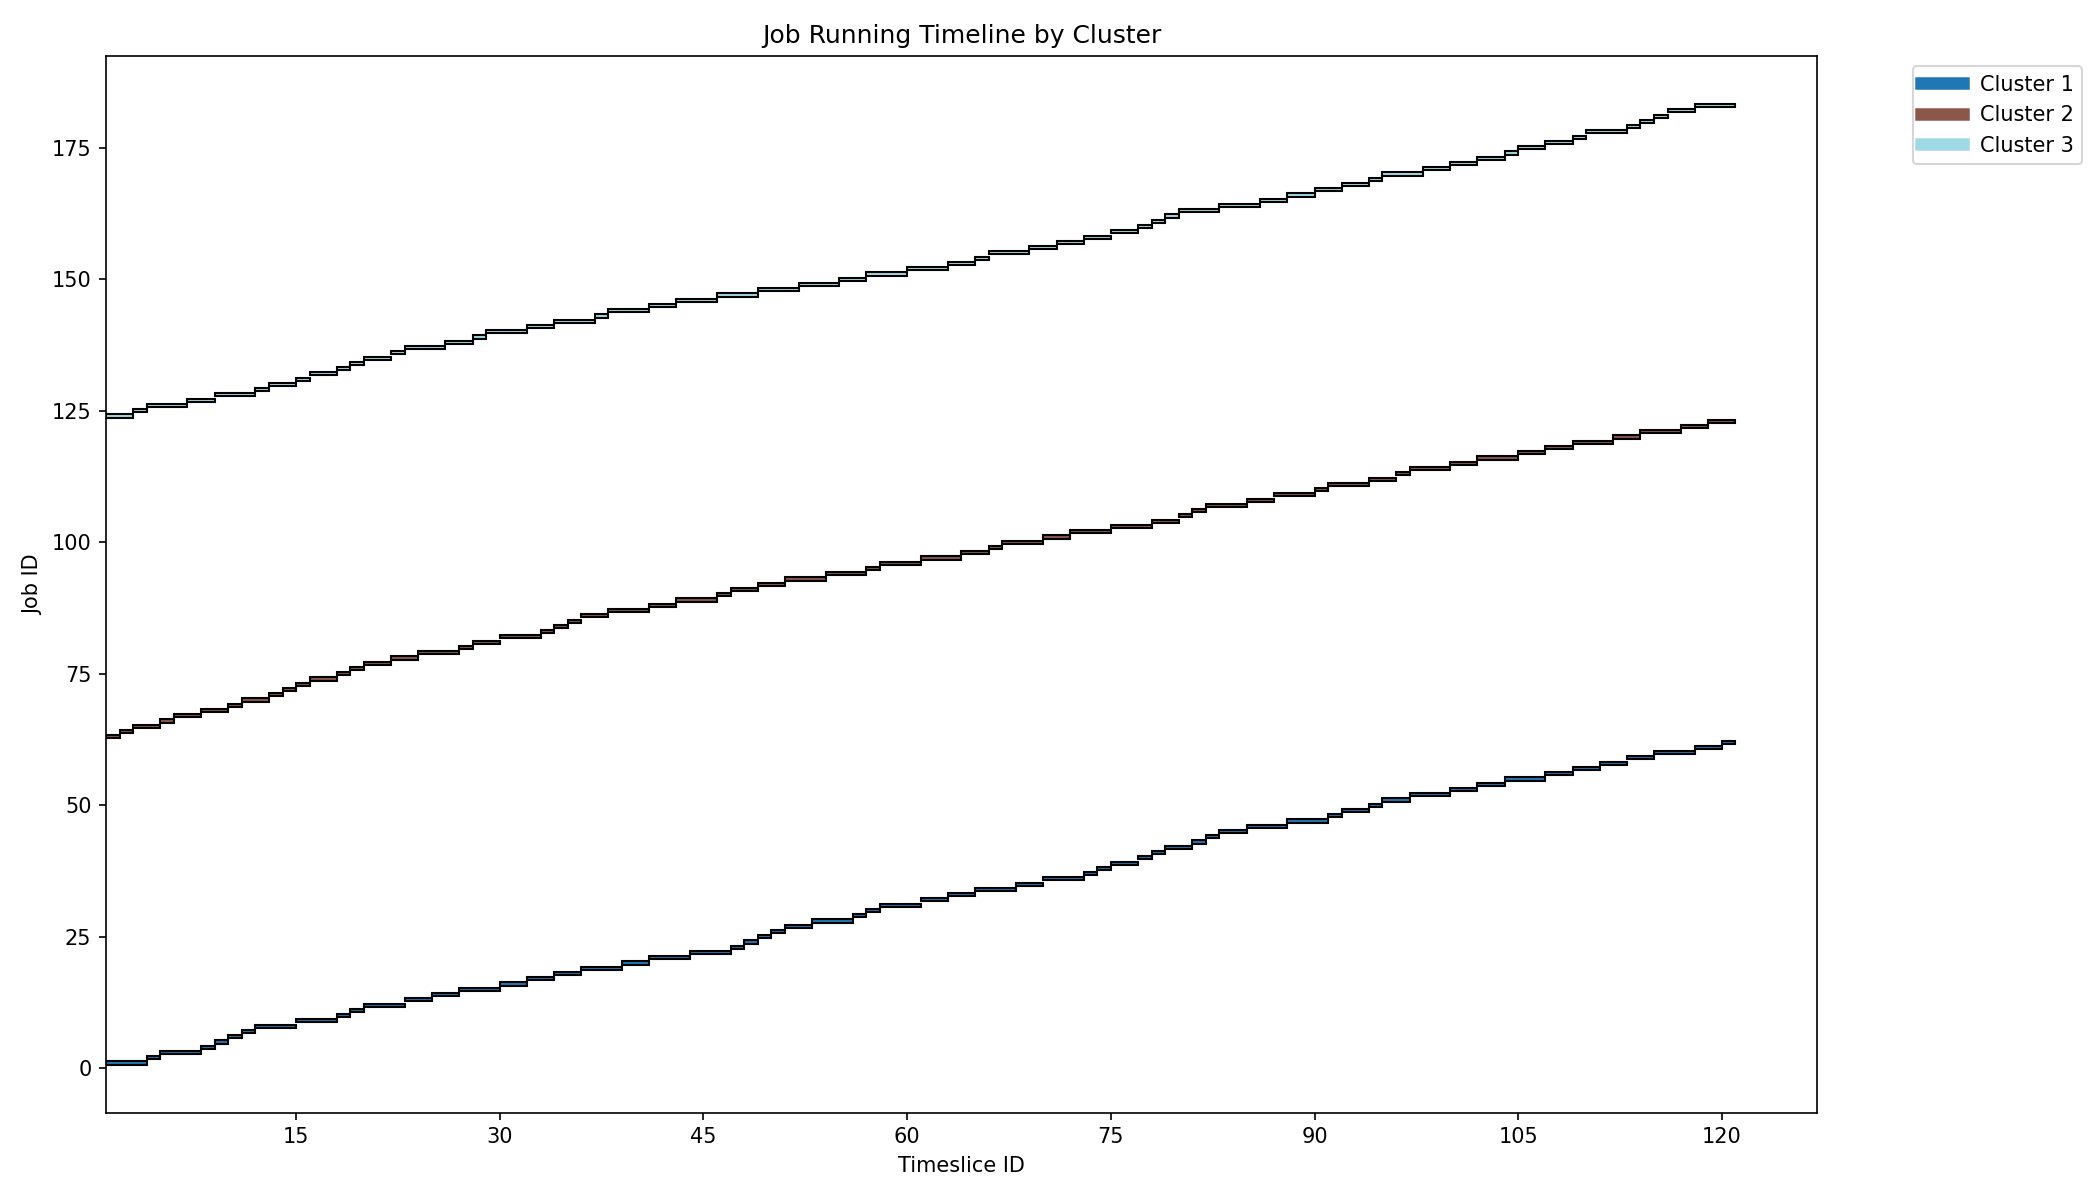 Job Running Timeline by Cluster
Cluster 1
Cluster 2
Cluster 3
175
150
125
100
75
50
25
0
Job ID
15 30 45 60 75 90 105 120
Timeslice ID